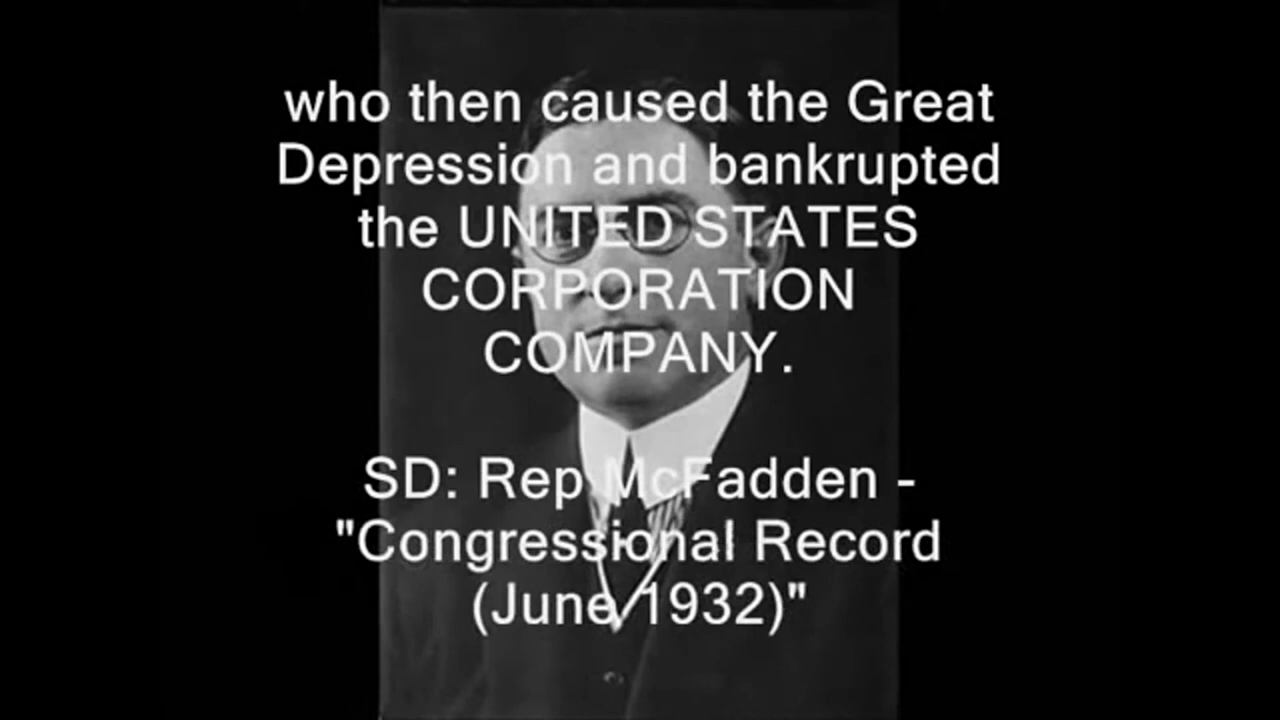 who then caused the Great
Depression and bankrupted
the UNITED STATES
CORPORATION
COMPANY.
SD: Rep McFadden -
"Congressional Record
(June 1932)"